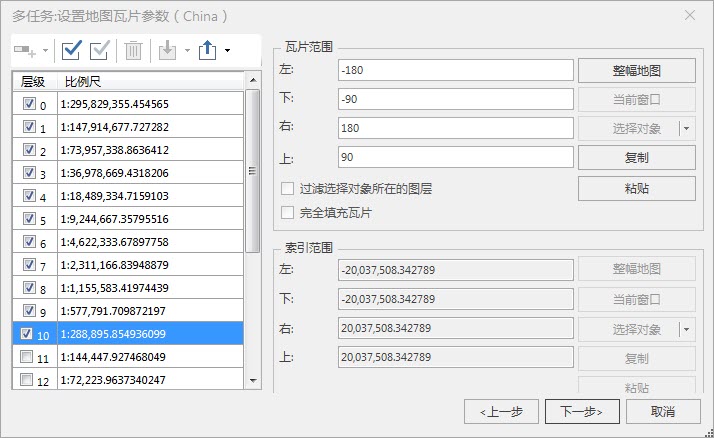 多任务:设置地图瓦片参数（China）
层级 比例尺
0 1:295,829,355.454565
1 1:147,914,677.727282
2 1:73,957,338.8636412
3 1:36,978,669.4318206
4 1:18,489,334.7159103
5 1:9,244,667.35795516
6 1:4,622,333.67897758
7 1:2,311,166.83948879
8 1:1,155,583.41974439
9 1:577,791.709872197
10 1:288,895.854936099
11 1:144,447.927468049
12 1:72,223.9637340247
瓦片范围
左: -180 整幅地图
下: -90 当前窗口
右: 180 选择对象
上: 90 复制
过滤选择对象所在的图层 粘贴
完全填充瓦片
索引范围
左: -20,037,508.342789 整幅地图
下: -20,037,508.342789 当前窗口
右: 20,037,508.342789 选择对象
上: 20,037,508.342789 复制
粘贴
<上一步 下一步> 取消